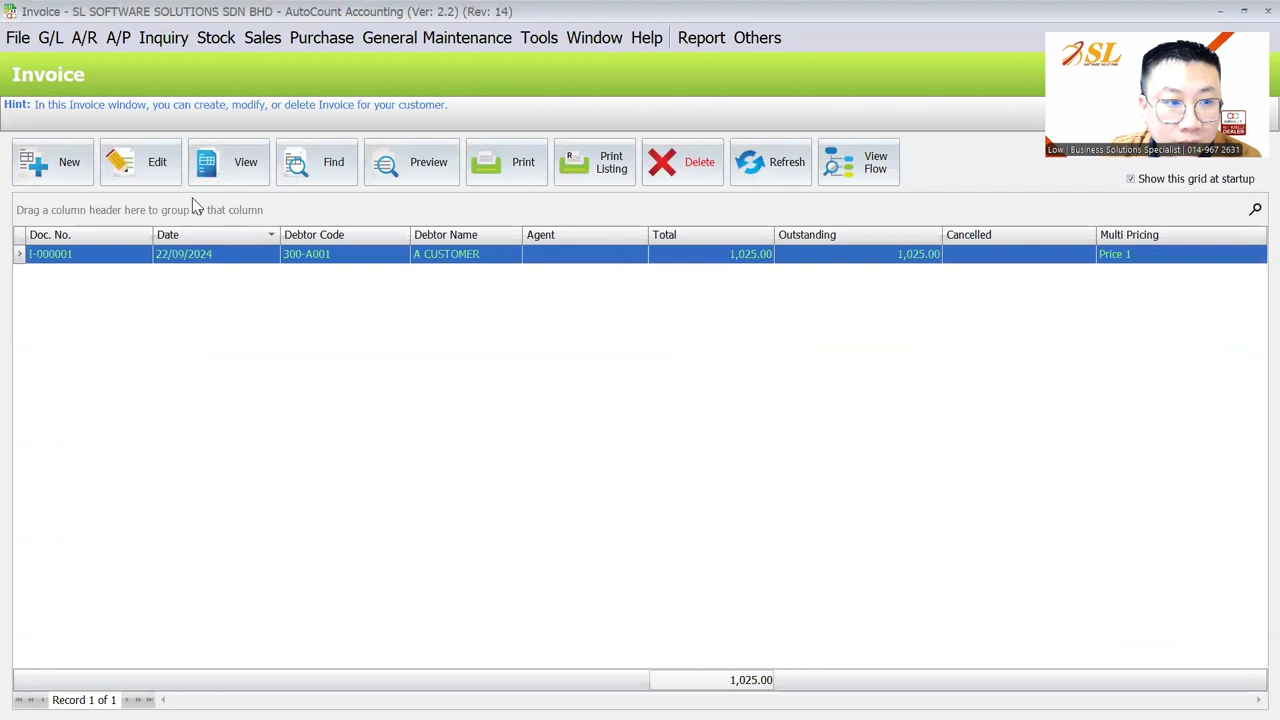 Invoice - SL SOFTWARE SOLUTIONS SDN BHD - AutoCount Accounting (Ver: 2.2) (Rev: 14)
File G/L A/R A/P Inquiry Stock Sales Purchase General Maintenance Tools Window Help Report Others
Invoice
Hint: In this Invoice window, you can create, modify, or delete Invoice for your customer.
SL
Low | Business Solutions Specialist | 014-967 2631
New Edit View Find Preview Print Print Listing Delete Refresh View Flow
Show this grid at startup
Drag a column header here to group by that column
Doc. No. Date Debtor Code Debtor Name Agent Total Outstanding Cancelled Multi Pricing
I-000001 22/09/2024 300-A001 A CUSTOMER 1,025.00 1,025.00 Price 1
1,025.00
Record 1 of 1